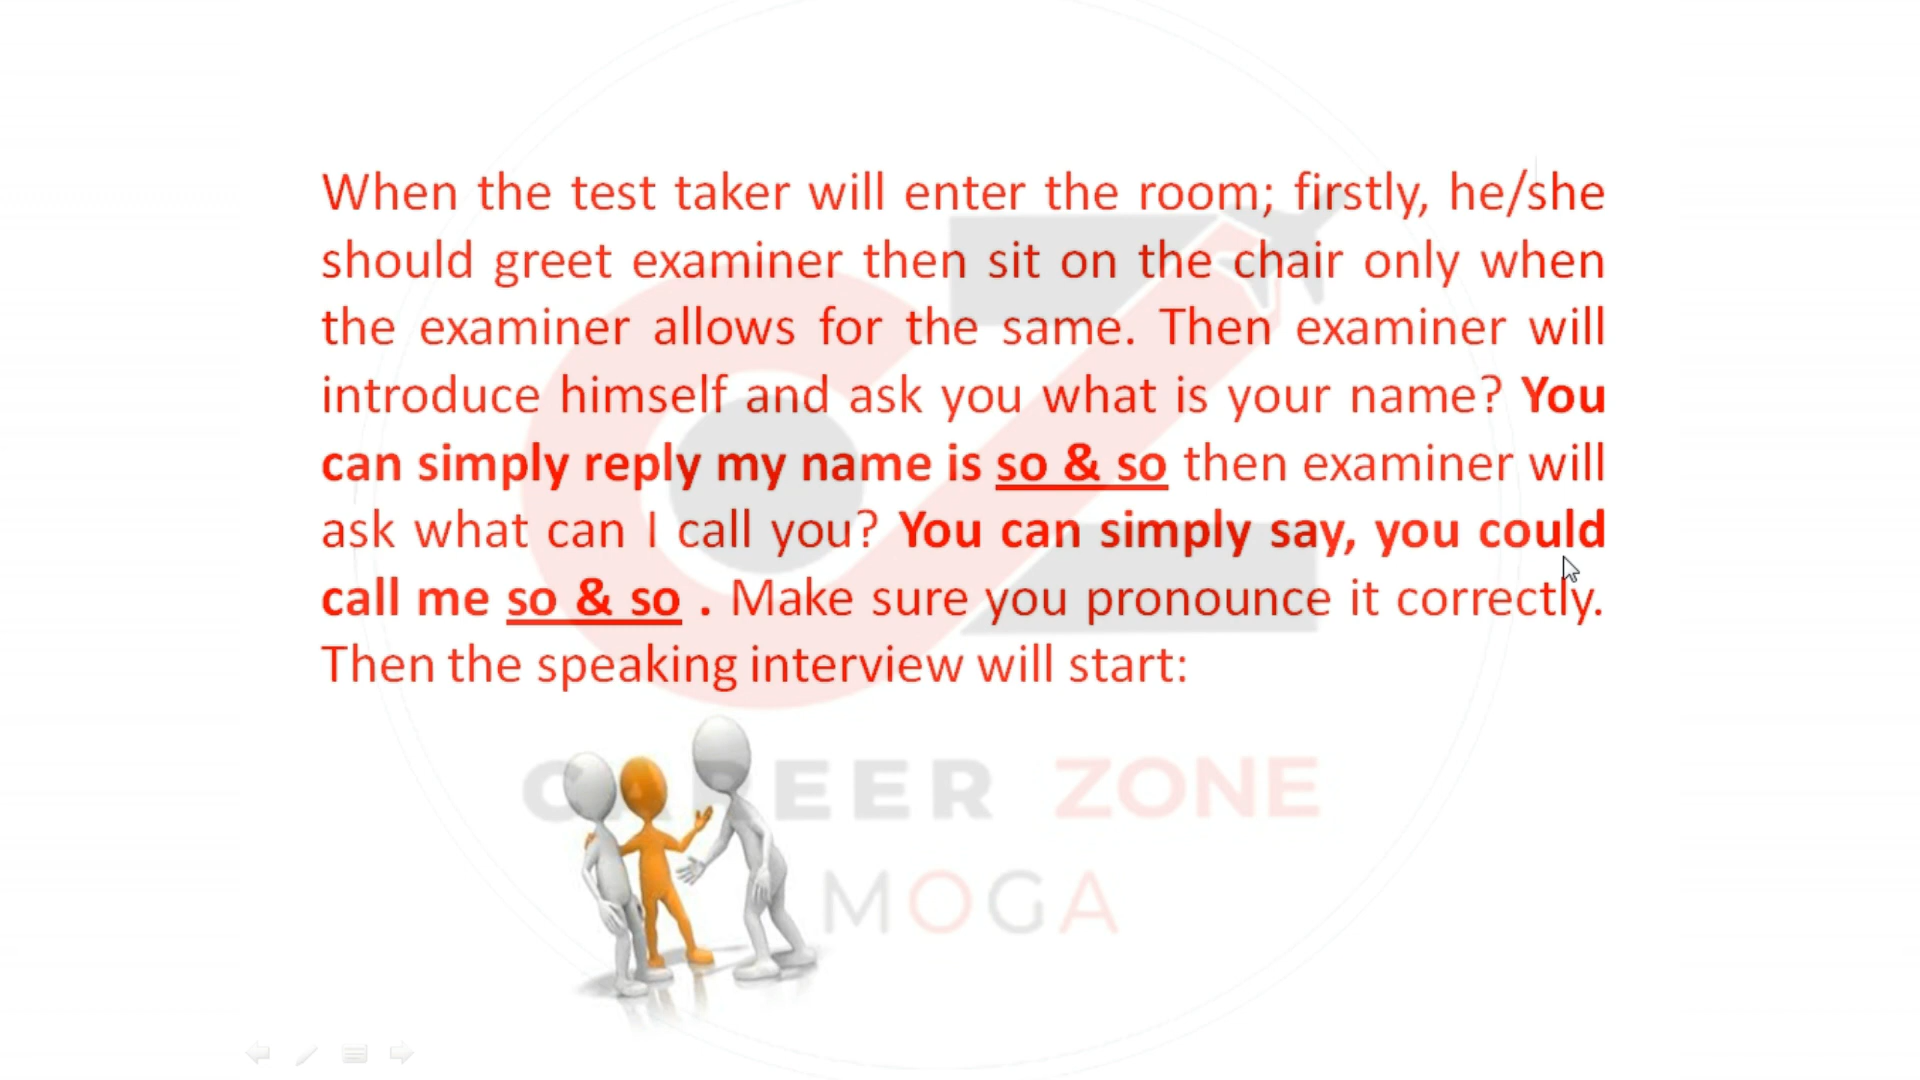 When the test taker will enter the room; firstly, he/she
should greet examiner then sit on the chair only when
the examiner allows for the same. Then examiner will
introduce himself and ask you what is your name? You
can simply reply my name is so & so then examiner will
ask what can I call you? You can simply say, you could
call me so & so . Make sure you pronounce it correctly.
Then the speaking interview will start:
CAREER ZONE
MOGA